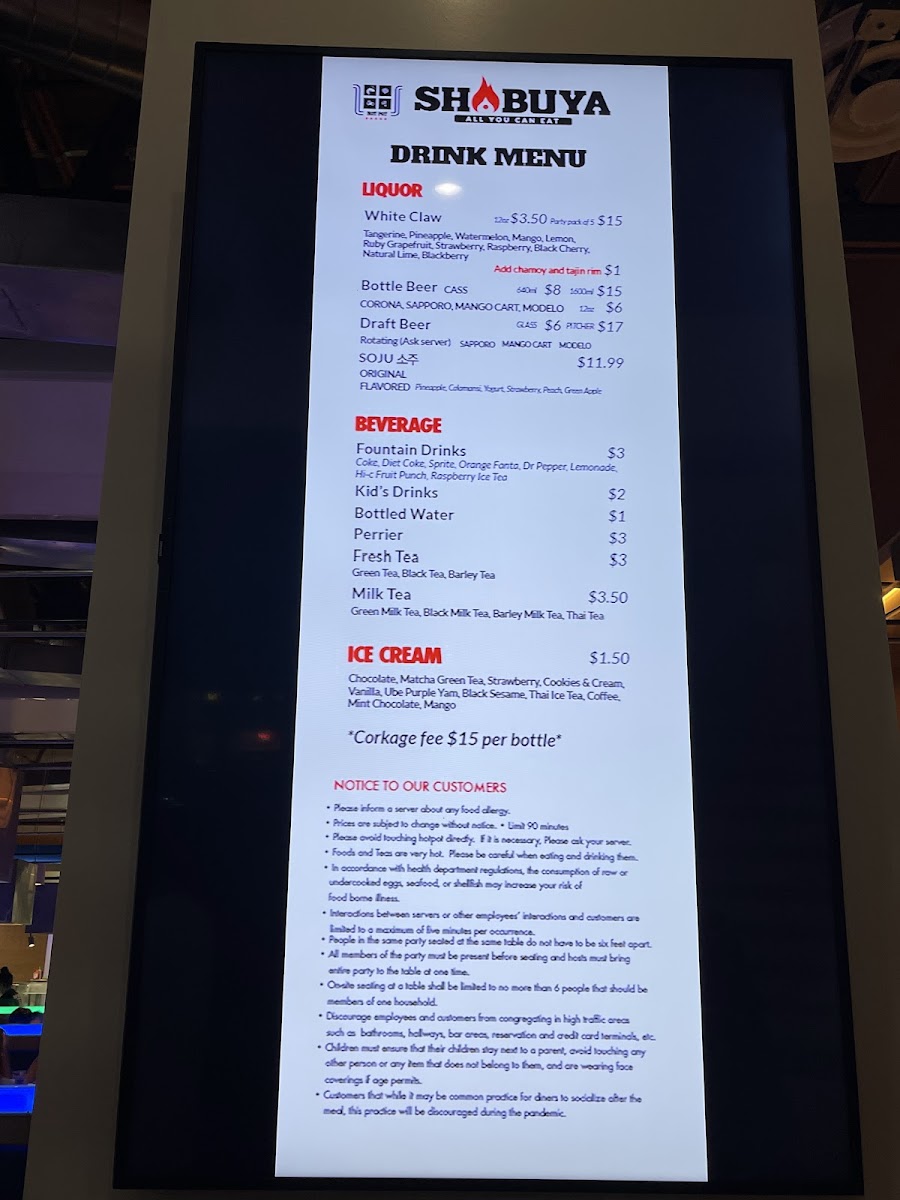 HOT POT
SHABUYA
ALL YOU CAN EAT
DRINK MENU
LIQUOR
White Claw 12oz $3.50 Party pack of 5 $15
Tangerine, Pineapple, Watermelon, Mango, Lemon,
Ruby Grapefruit, Strawberry, Raspberry, Black Cherry,
Natural Lime, Blackberry
Add chamoy and tajin rim $1
Bottle Beer CASS 640ml $8 1600ml $15
CORONA, SAPPORO, MANGO CART, MODELO 12oz $6
Draft Beer GLASS $6 PITCHER $17
Rotating (Ask server) SAPPORO MANGO CART MODELO
SOJU 소주 $11.99
ORIGINAL
FLAVORED Pineapple, Calamansi, Yogurt, Strawberry, Peach, Green Apple
BEVERAGE
Fountain Drinks $3
Coke, Diet Coke, Sprite, Orange Fanta, Dr Pepper, Lemonade,
Hi-c Fruit Punch, Raspberry Ice Tea
Kid's Drinks $2
Bottled Water $1
Perrier $3
Fresh Tea $3
Green Tea, Black Tea, Barley Tea
Milk Tea $3.50
Green Milk Tea, Black Milk Tea, Barley Milk Tea, Thai Tea
ICE CREAM $1.50
Chocolate, Matcha Green Tea, Strawberry, Cookies & Cream,
Vanilla, Ube Purple Yam, Black Sesame, Thai Ice Tea, Coffee,
Mint Chocolate, Mango
*Corkage fee $15 per bottle*
NOTICE TO OUR CUSTOMERS
• Please inform a server about any food allergy.
• Prices are subject to change without notice. • Limit 90 minutes
• Please avoid touching hotpot directly. If it is necessary, Please ask your server.
• Foods and Teas are very hot. Please be careful when eating and drinking them.
• In accordance with health department regulations, the consumption of raw or
undercooked eggs, seafood, or shellfish may increase your risk of
food borne illness.
• Interactions between servers or other employees' interactions and customers are
limited to a maximum of five minutes per occurrence.
• People in the same party seated at the same table do not have to be six feet apart.
• All members of the party must be present before seating and hosts must bring
entire party to the table at one time.
• On-site seating at a table shall be limited to no more than 6 people that should be
members of one household.
• Discourage employees and customers from congregating in high traffic areas
such as bathrooms, hallways, bar areas, reservation and credit card terminals, etc.
• Children must ensure that their children stay next to a parent, avoid touching any
other person or any item that does not belong to them, and are wearing face
coverings if age permits.
• Customers that while it may be common practice for diners to socialize after the
meal, this practice will be discouraged during the pandemic.